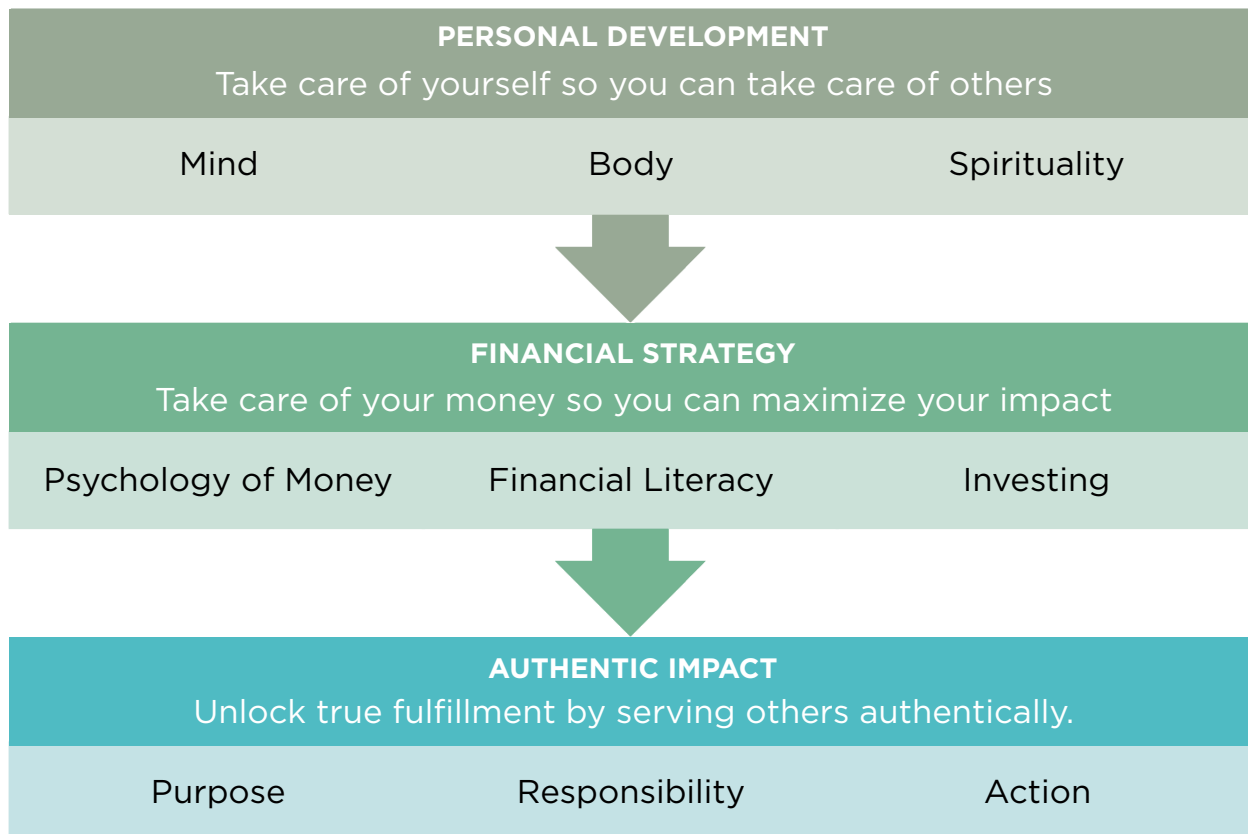 PERSONAL DEVELOPMENT
Take care of yourself so you can take care of others
Mind Body Spirituality
FINANCIAL STRATEGY
Take care of your money so you can maximize your impact
Psychology of Money Financial Literacy Investing
AUTHENTIC IMPACT
Unlock true fulfillment by serving others authentically.
Purpose Responsibility Action